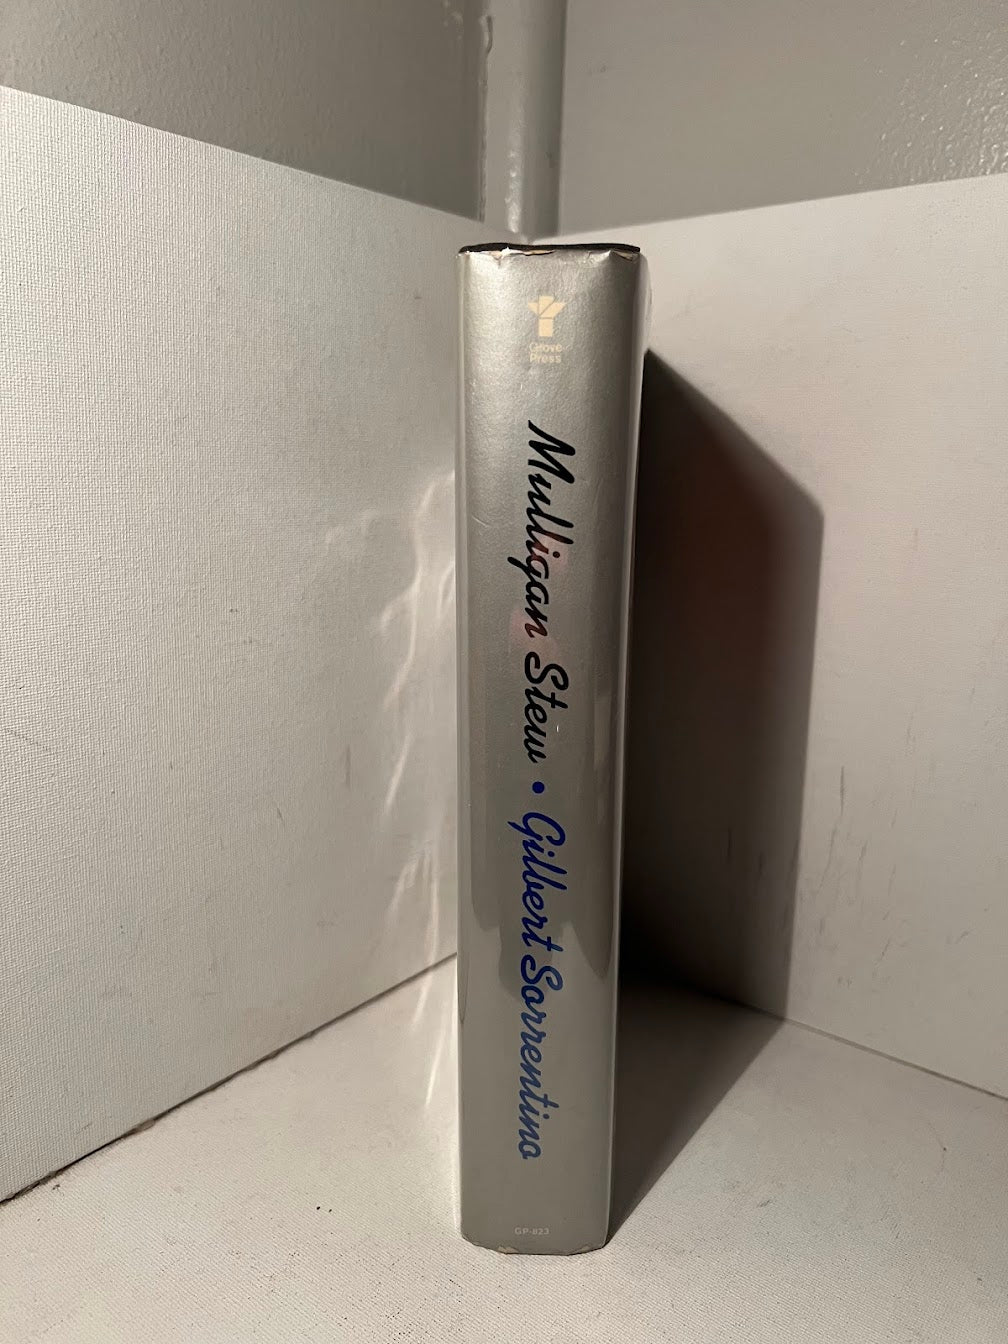 Grove
Press
Mulligan Stew • Gilbert Sorrentino
GP-823